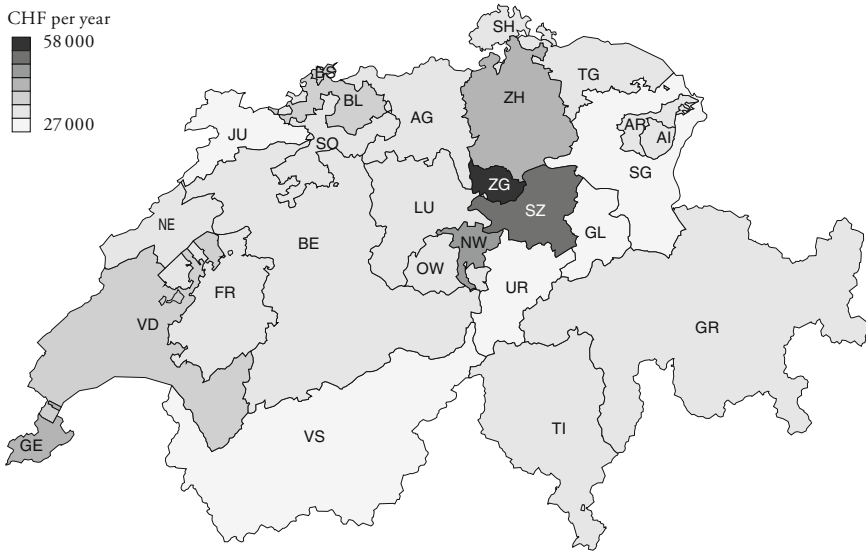 CHF per year
58 000
27 000
SH
BS
BL
TG
ZH
AG
JU
SO
AR
AI
SG
ZG
SZ
LU
NE
BE
NW
GL
OW
UR
FR
VD
GR
GE
VS
TI